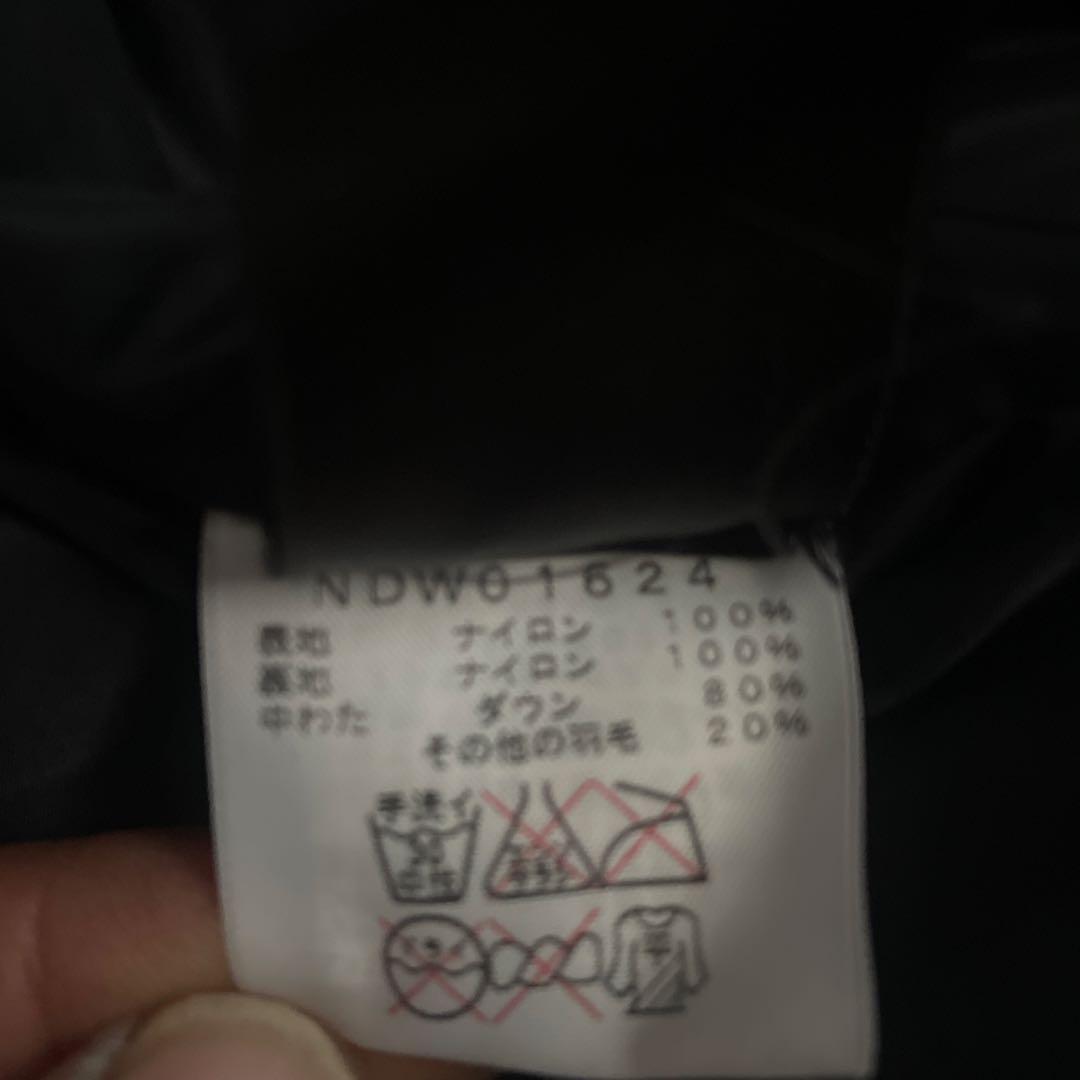 NDW01624
表地 ナイロン 100%
裏地 ナイロン 100%
中わた ダウン 80%
その他の羽毛 20%
手洗イ